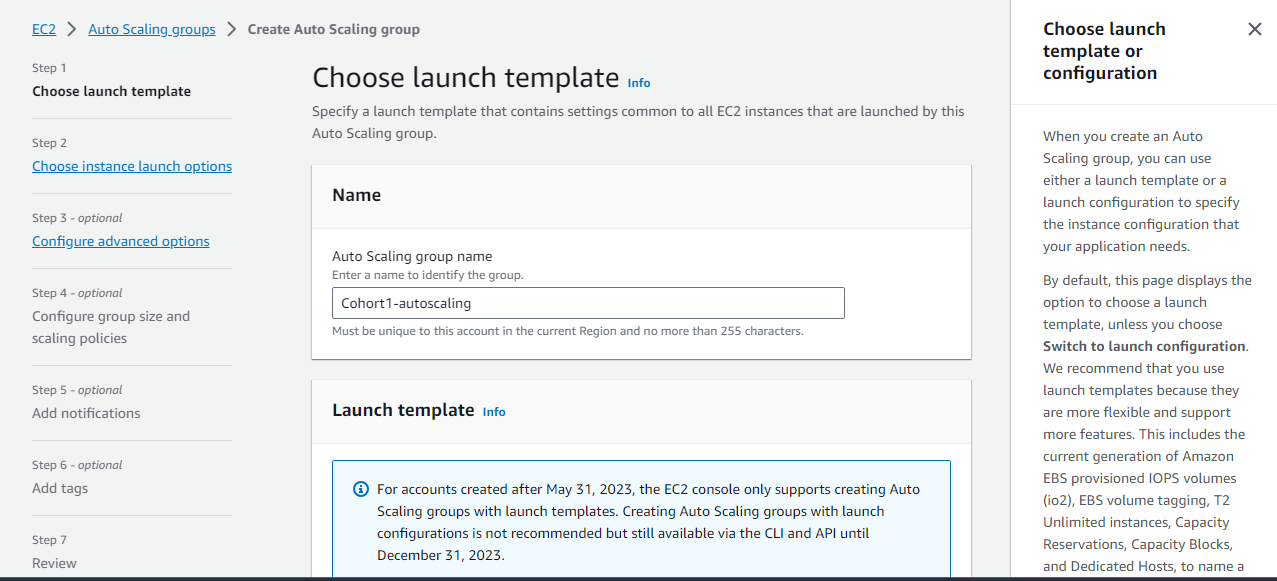 EC2 > Auto Scaling groups > Create Auto Scaling group
Step 1
Choose launch template
Step 2
Choose instance launch options
Step 3 - optional
Configure advanced options
Step 4 - optional
Configure group size and
scaling policies
Step 5 - optional
Add notifications
Step 6 - optional
Add tags
Step 7
Review
Choose launch template Info
Specify a launch template that contains settings common to all EC2 instances that are launched by this
Auto Scaling group.
Name
Auto Scaling group name
Enter a name to identify the group.
Cohort1-autoscaling
Must be unique to this account in the current Region and no more than 255 characters.
Launch template Info
For accounts created after May 31, 2023, the EC2 console only supports creating Auto
Scaling groups with launch templates. Creating Auto Scaling groups with launch
configurations is not recommended but still available via the CLI and API until
December 31, 2023.
Choose launch
template or
configuration
When you create an Auto
Scaling group, you can use
either a launch template or a
launch configuration to specify
the instance configuration that
your application needs.
By default, this page displays the
option to choose a launch
template, unless you choose
Switch to launch configuration.
We recommend that you use
launch templates because they
are more flexible and support
more features. This includes the
current generation of Amazon
EBS provisioned IOPS volumes
(io2), EBS volume tagging, T2
Unlimited instances, Capacity
Reservations, Capacity Blocks,
and Dedicated Hosts, to name a